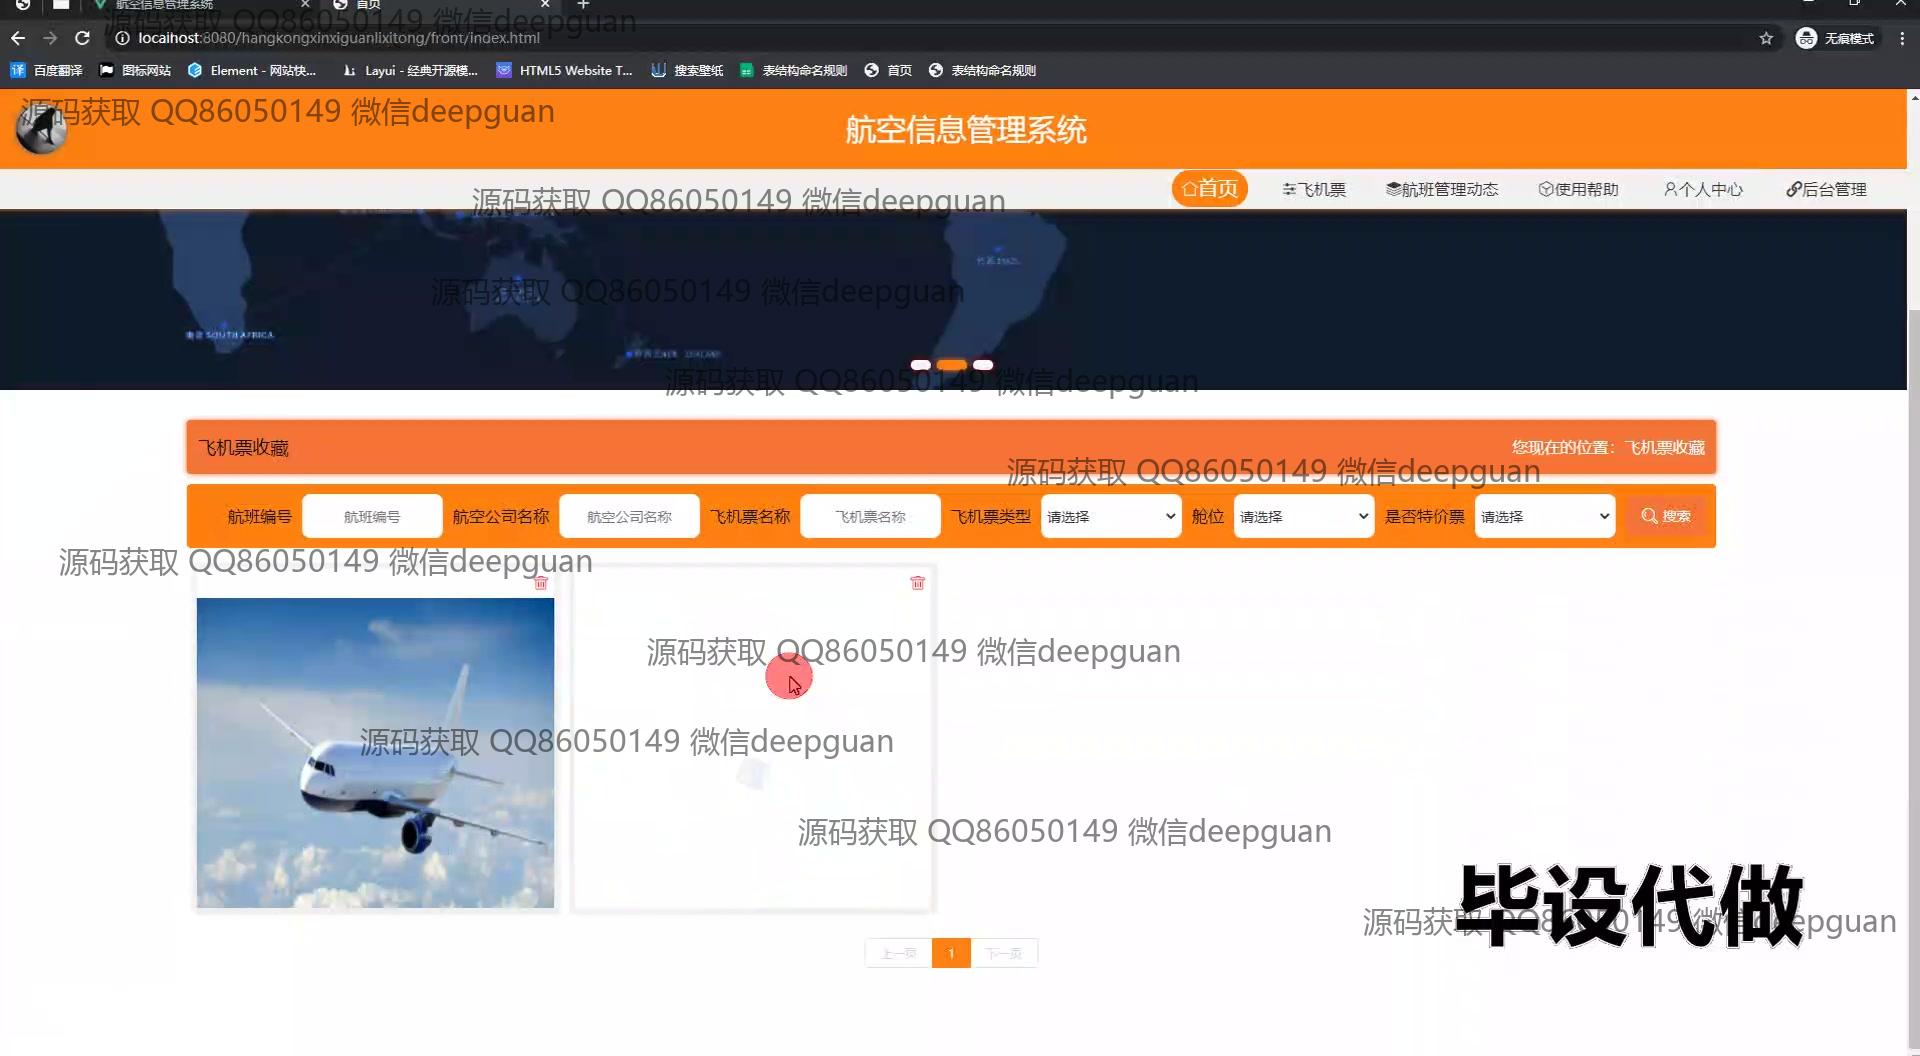 航空信息管理系统
首页
源码获取 QQ86050149 微信deepguan
localhost:8080/hangkongxinxiguanlixitong/front/index.html
无痕模式
百度翻译
图标网站
Element - 网站快...
Layui - 经典开源模...
HTML5 Website T...
搜索壁纸
表结构命名规则
首页
表结构命名规则
源码获取 QQ86050149 微信deepguan
航空信息管理系统
首页
飞机票
航班管理动态
使用帮助
个人中心
后台管理
源码获取 QQ86050149 微信deepguan
源码获取 QQ86050149 微信deepguan
SOUTH AFRICA
源码获取 QQ86050149 微信deepguan
飞机票收藏
您现在的位置：飞机票收藏
源码获取 QQ86050149 微信deepguan
航班编号
航班编号
航空公司名称
航空公司名称
飞机票名称
飞机票名称
飞机票类型
请选择
舱位
请选择
是否特价票
请选择
搜索
源码获取 QQ86050149 微信deepguan
源码获取 QQ86050149 微信deepguan
源码获取 QQ86050149 微信deepguan
源码获取 QQ86050149 微信deepguan
毕设代做
源码获取 QQ86050149 微信deepguan
上一页
1
下一页